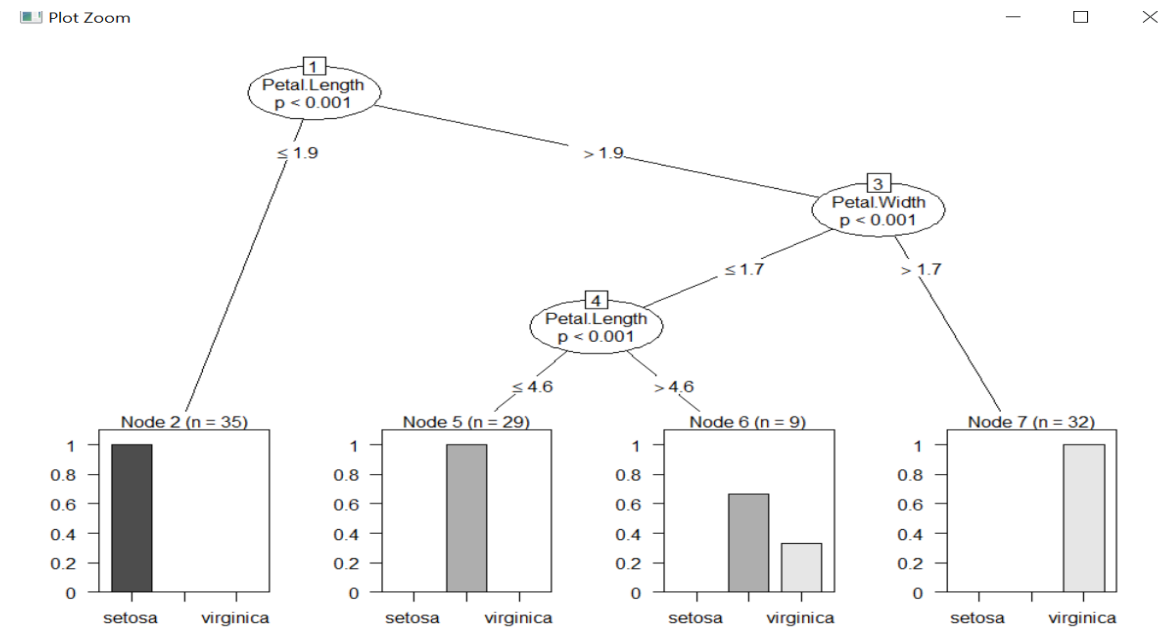 Plot Zoom
1
Petal.Length
p < 0.001
≤ 1.9
> 1.9
3
Petal.Width
p < 0.001
≤ 1.7
> 1.7
4
Petal.Length
p < 0.001
≤ 4.6
> 4.6
Node 2 (n = 35)
1
0.8
0.6
0.4
0.2
0
setosa
virginica
Node 5 (n = 29)
1
0.8
0.6
0.4
0.2
0
setosa
virginica
Node 6 (n = 9)
1
0.8
0.6
0.4
0.2
0
setosa
virginica
Node 7 (n = 32)
1
0.8
0.6
0.4
0.2
0
setosa
virginica